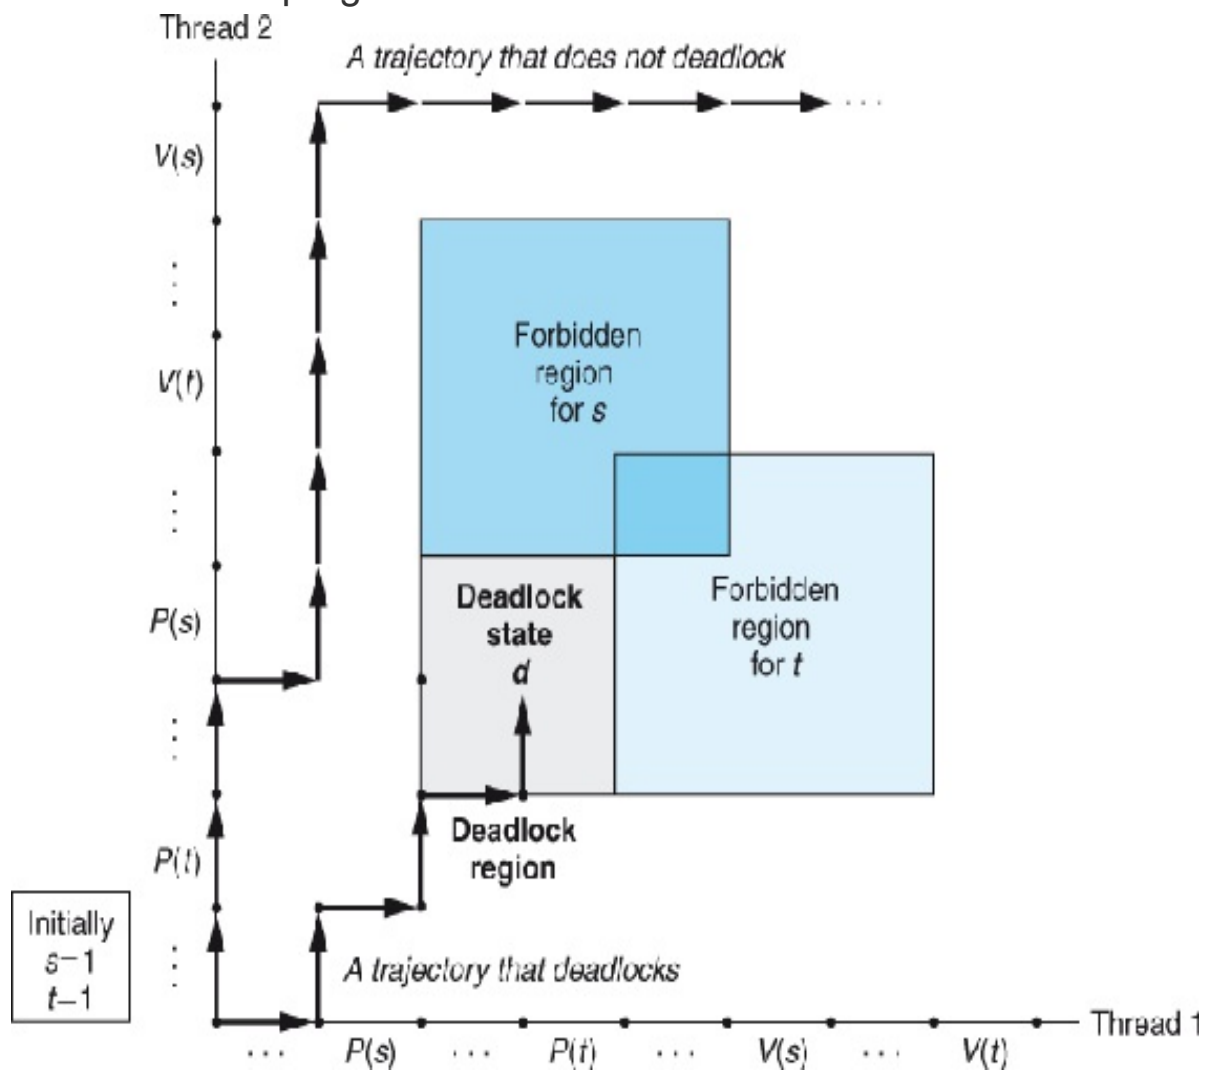 Thread 2
A trajectory that does not deadlock
V(s)
V(t)
P(s)
P(t)
Forbidden
region
for s
Forbidden
region
for t
Deadlock
state
d
Deadlock
region
Initially
s=1
t=1
A trajectory that deadlocks
... P(s) ... P(t) ... V(s) ... V(t)
Thread 1